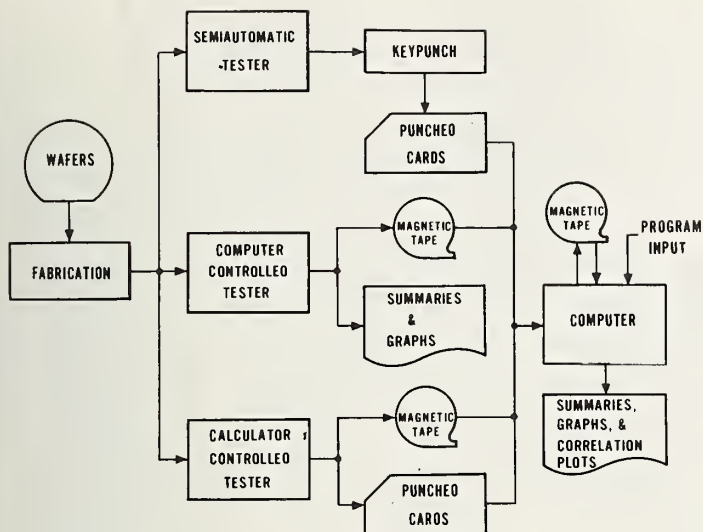 SEMIAUTOMATIC
-TESTER
KEYPUNCH
PUNCHEO
CARDS
WAFERS
FABRICATION
COMPUTER
CONTROLLEO
TESTER
MAGNETIC
TAPE
SUMMARIES
&
GRAPHS
MAGNETIC
TAPE
PROGRAM
INPUT
COMPUTER
SUMMARIES,
GRAPHS, &
CORRELATION
PLOTS
CALCULATOR
CONTROLLEO
TESTER
MAGNETIC
TAPE
PUNCHEO
CAROS